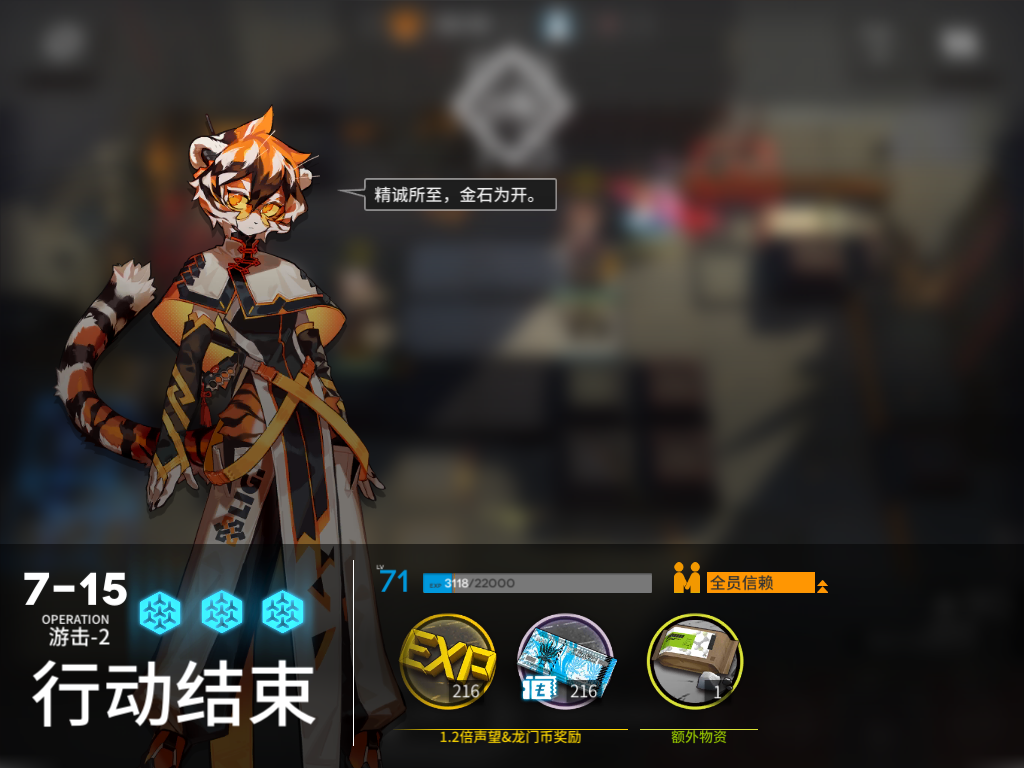 精诚所至，金石为开。
LV
71
EXP 3118/22000
全员信赖
7-15
OPERATION
游击-2
行动结束
EXP
216
216
1
1.2倍声望&龙门币奖励
额外物资